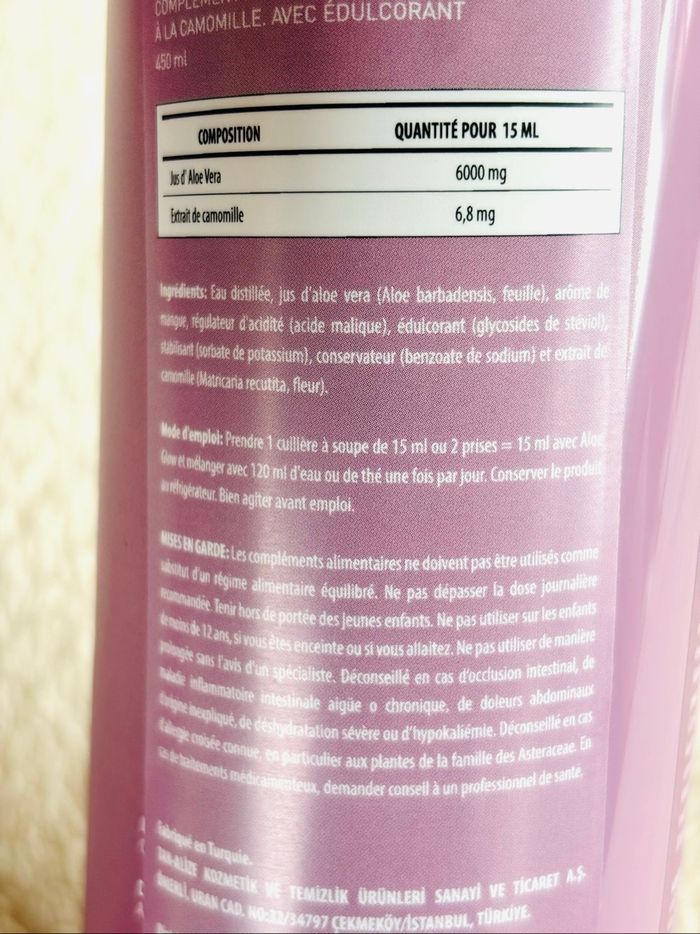 COMPLÉMENT
À LA CAMOMILLE. AVEC ÉDULCORANT
450 ml
COMPOSITION QUANTITÉ POUR 15 ML
Jus d'Aloe Vera 6000 mg
Extrait de camomille 6,8 mg
Ingrédients: Eau distillée, jus d'aloe vera (Aloe barbadensis, feuille), arôme de
mangue, régulateur d'acidité (acide malique), édulcorant (glycosides de stéviol),
stabilisant (sorbate de potassium), conservateur (benzoate de sodium) et extrait de
camomille (Matricaria recutita, fleur).
Mode d'emploi: Prendre 1 cuillère à soupe de 15 ml ou 2 prises = 15 ml avec Aloe
Glow et mélanger avec 120 ml d'eau ou de thé une fois par jour. Conserver le produit
au réfrigérateur. Bien agiter avant emploi.
MISES EN GARDE: Les compléments alimentaires ne doivent pas être utilisés comme
substitut d'un régime alimentaire équilibré. Ne pas dépasser la dose journalière
recommandée. Tenir hors de portée des jeunes enfants. Ne pas utiliser sur les enfants
de moins de 12 ans, si vous êtes enceinte ou si vous allaitez. Ne pas utiliser de manière
prolongée sans l'avis d'un spécialiste. Déconseillé en cas d'occlusion intestinal, de
maladie inflammatoire intestinale aigüe o chronique, de doleurs abdominaux
d'origine inexpliqué, de déshydratation sévère ou d'hypokaliémie. Déconseillé en cas
d'allergie croisée connue, en particulier aux plantes de la famille des Asteraceae. En
cas de traitements médicamenteux, demander conseil à un professionnel de santé.
Fabriqué en Turquie.
TAN-ALİZE KOZMETİK VE TEMİZLİK ÜRÜNLERİ SANAYİ VE TİCARET A.Ş.
ÖMERLİ, URAN CAD. NO:32/34797 ÇEKMEKÖY/İSTANBUL, TÜRKİYE.